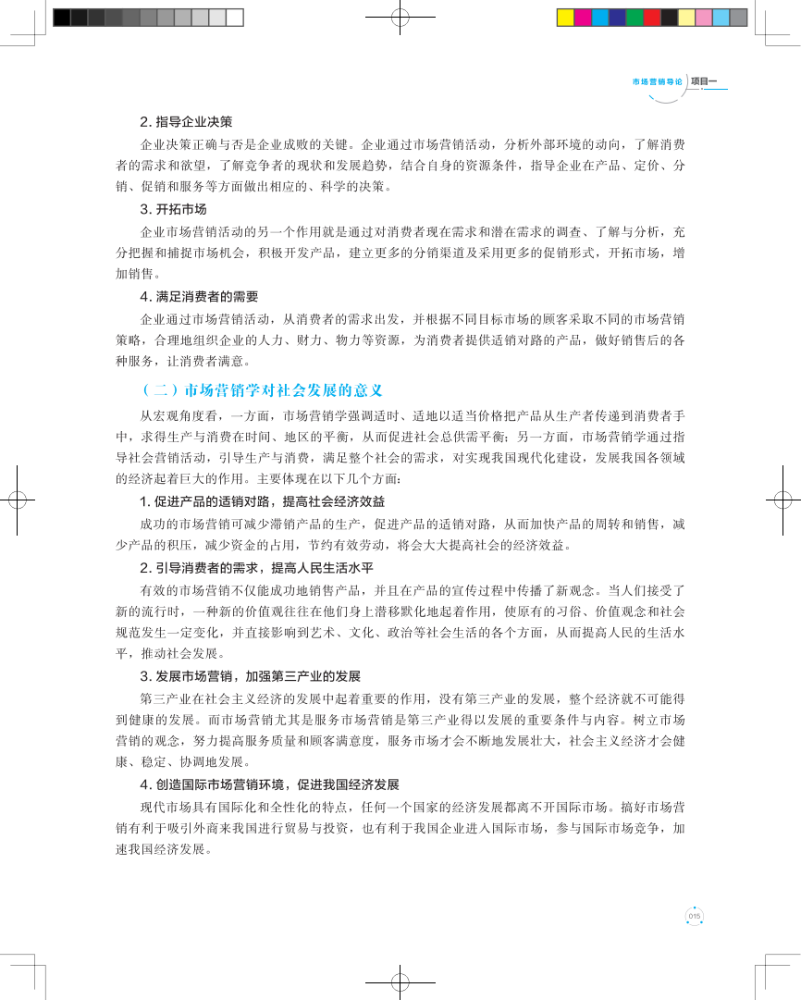 市场营销导论 项目一
2. 指导企业决策
企业决策正确与否是企业成败的关键。企业通过市场营销活动，分析外部环境的动向，了解消费
者的需求和欲望，了解竞争者的现状和发展趋势，结合自身的资源条件，指导企业在产品、定价、分
销、促销和服务等方面做出相应的、科学的决策。
3. 开拓市场
企业市场营销活动的另一个作用就是通过对消费者现在需求和潜在需求的调查、了解与分析，充
分把握和捕捉市场机会，积极开发产品，建立更多的分销渠道及采用更多的促销形式，开拓市场，增
加销售。
4. 满足消费者的需要
企业通过市场营销活动，从消费者的需求出发，并根据不同目标市场的顾客采取不同的市场营销
策略，合理地组织企业的人力、财力、物力等资源，为消费者提供适销对路的产品，做好销售后的各
种服务，让消费者满意。
（二）市场营销学对社会发展的意义
从宏观角度看，一方面，市场营销学强调适时、适地以适当价格把产品从生产者传递到消费者手
中，求得生产与消费在时间、地区的平衡，从而促进社会总供需平衡；另一方面，市场营销学通过指
导社会营销活动，引导生产与消费，满足整个社会的需求，对实现我国现代化建设，发展我国各领域
的经济起着巨大的作用。主要体现在以下几个方面：
1. 促进产品的适销对路，提高社会经济效益
成功的市场营销可减少滞销产品的生产，促进产品的适销对路，从而加快产品的周转和销售，减
少产品的积压，减少资金的占用，节约有效劳动，将会大大提高社会的经济效益。
2. 引导消费者的需求，提高人民生活水平
有效的市场营销不仅能成功地销售产品，并且在产品的宣传过程中传播了新观念。当人们接受了
新的流行时，一种新的价值观往往在他们身上潜移默化地起着作用，使原有的习俗、价值观念和社会
规范发生一定变化，并直接影响到艺术、文化、政治等社会生活的各个方面，从而提高人民的生活水
平，推动社会发展。
3. 发展市场营销，加强第三产业的发展
第三产业在社会主义经济的发展中起着重要的作用，没有第三产业的发展，整个经济就不可能得
到健康的发展。而市场营销尤其是服务市场营销是第三产业得以发展的重要条件与内容。树立市场
营销的观念，努力提高服务质量和顾客满意度，服务市场才会不断地发展壮大，社会主义经济才会健
康、稳定、协调地发展。
4. 创造国际市场营销环境，促进我国经济发展
现代市场具有国际化和全性化的特点，任何一个国家的经济发展都离不开国际市场。搞好市场营
销有利于吸引外商来我国进行贸易与投资，也有利于我国企业进入国际市场，参与国际市场竞争，加
速我国经济发展。
015